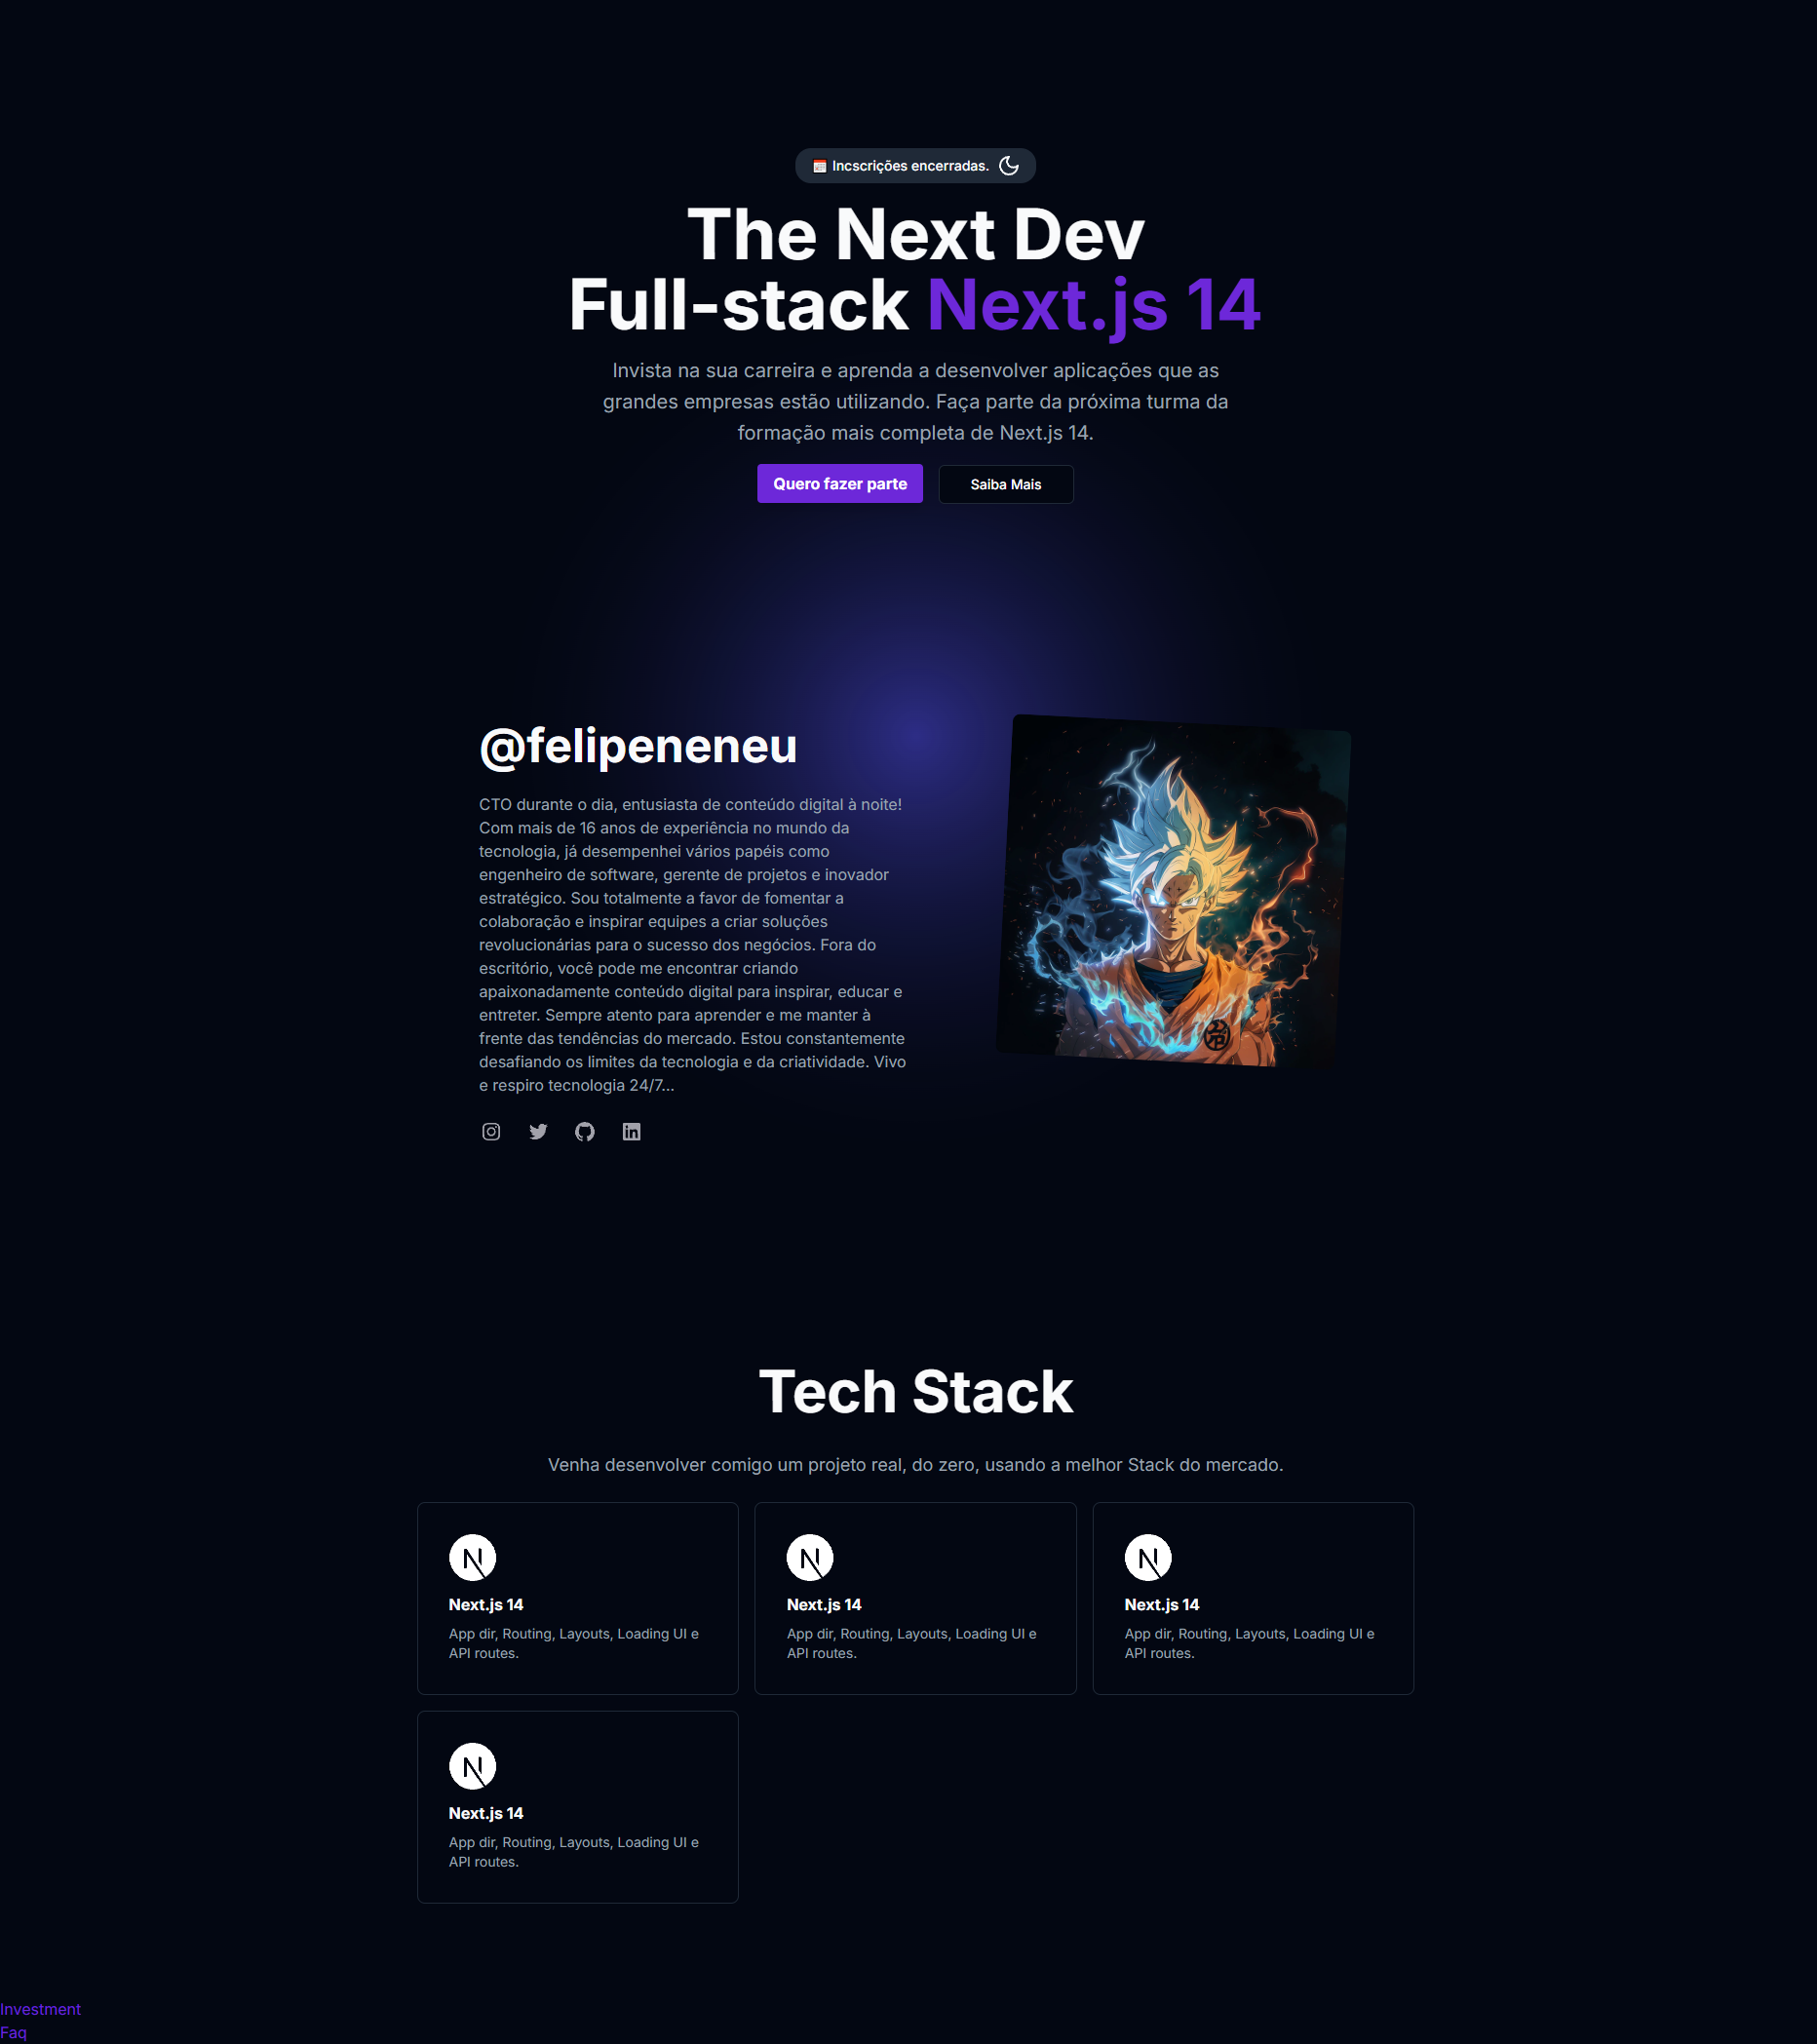 Incscrições encerradas.
The Next Dev
Full-stack Next.js 14
Invista na sua carreira e aprenda a desenvolver aplicações que as
grandes empresas estão utilizando. Faça parte da próxima turma da
formação mais completa de Next.js 14.
Quero fazer parte
Saiba Mais
@felipeneneu
CTO durante o dia, entusiasta de conteúdo digital à noite!
Com mais de 16 anos de experiência no mundo da
tecnologia, já desempenhei vários papéis como
engenheiro de software, gerente de projetos e inovador
estratégico. Sou totalmente a favor de fomentar a
colaboração e inspirar equipes a criar soluções
revolucionárias para o sucesso dos negócios. Fora do
escritório, você pode me encontrar criando
apaixonadamente conteúdo digital para inspirar, educar e
entreter. Sempre atento para aprender e me manter à
frente das tendências do mercado. Estou constantemente
desafiando os limites da tecnologia e da criatividade. Vivo
e respiro tecnologia 24/7...
Tech Stack
Venha desenvolver comigo um projeto real, do zero, usando a melhor Stack do mercado.
Next.js 14
App dir, Routing, Layouts, Loading UI e
API routes.
Next.js 14
App dir, Routing, Layouts, Loading UI e
API routes.
Next.js 14
App dir, Routing, Layouts, Loading UI e
API routes.
Next.js 14
App dir, Routing, Layouts, Loading UI e
API routes.
Investment
Faq